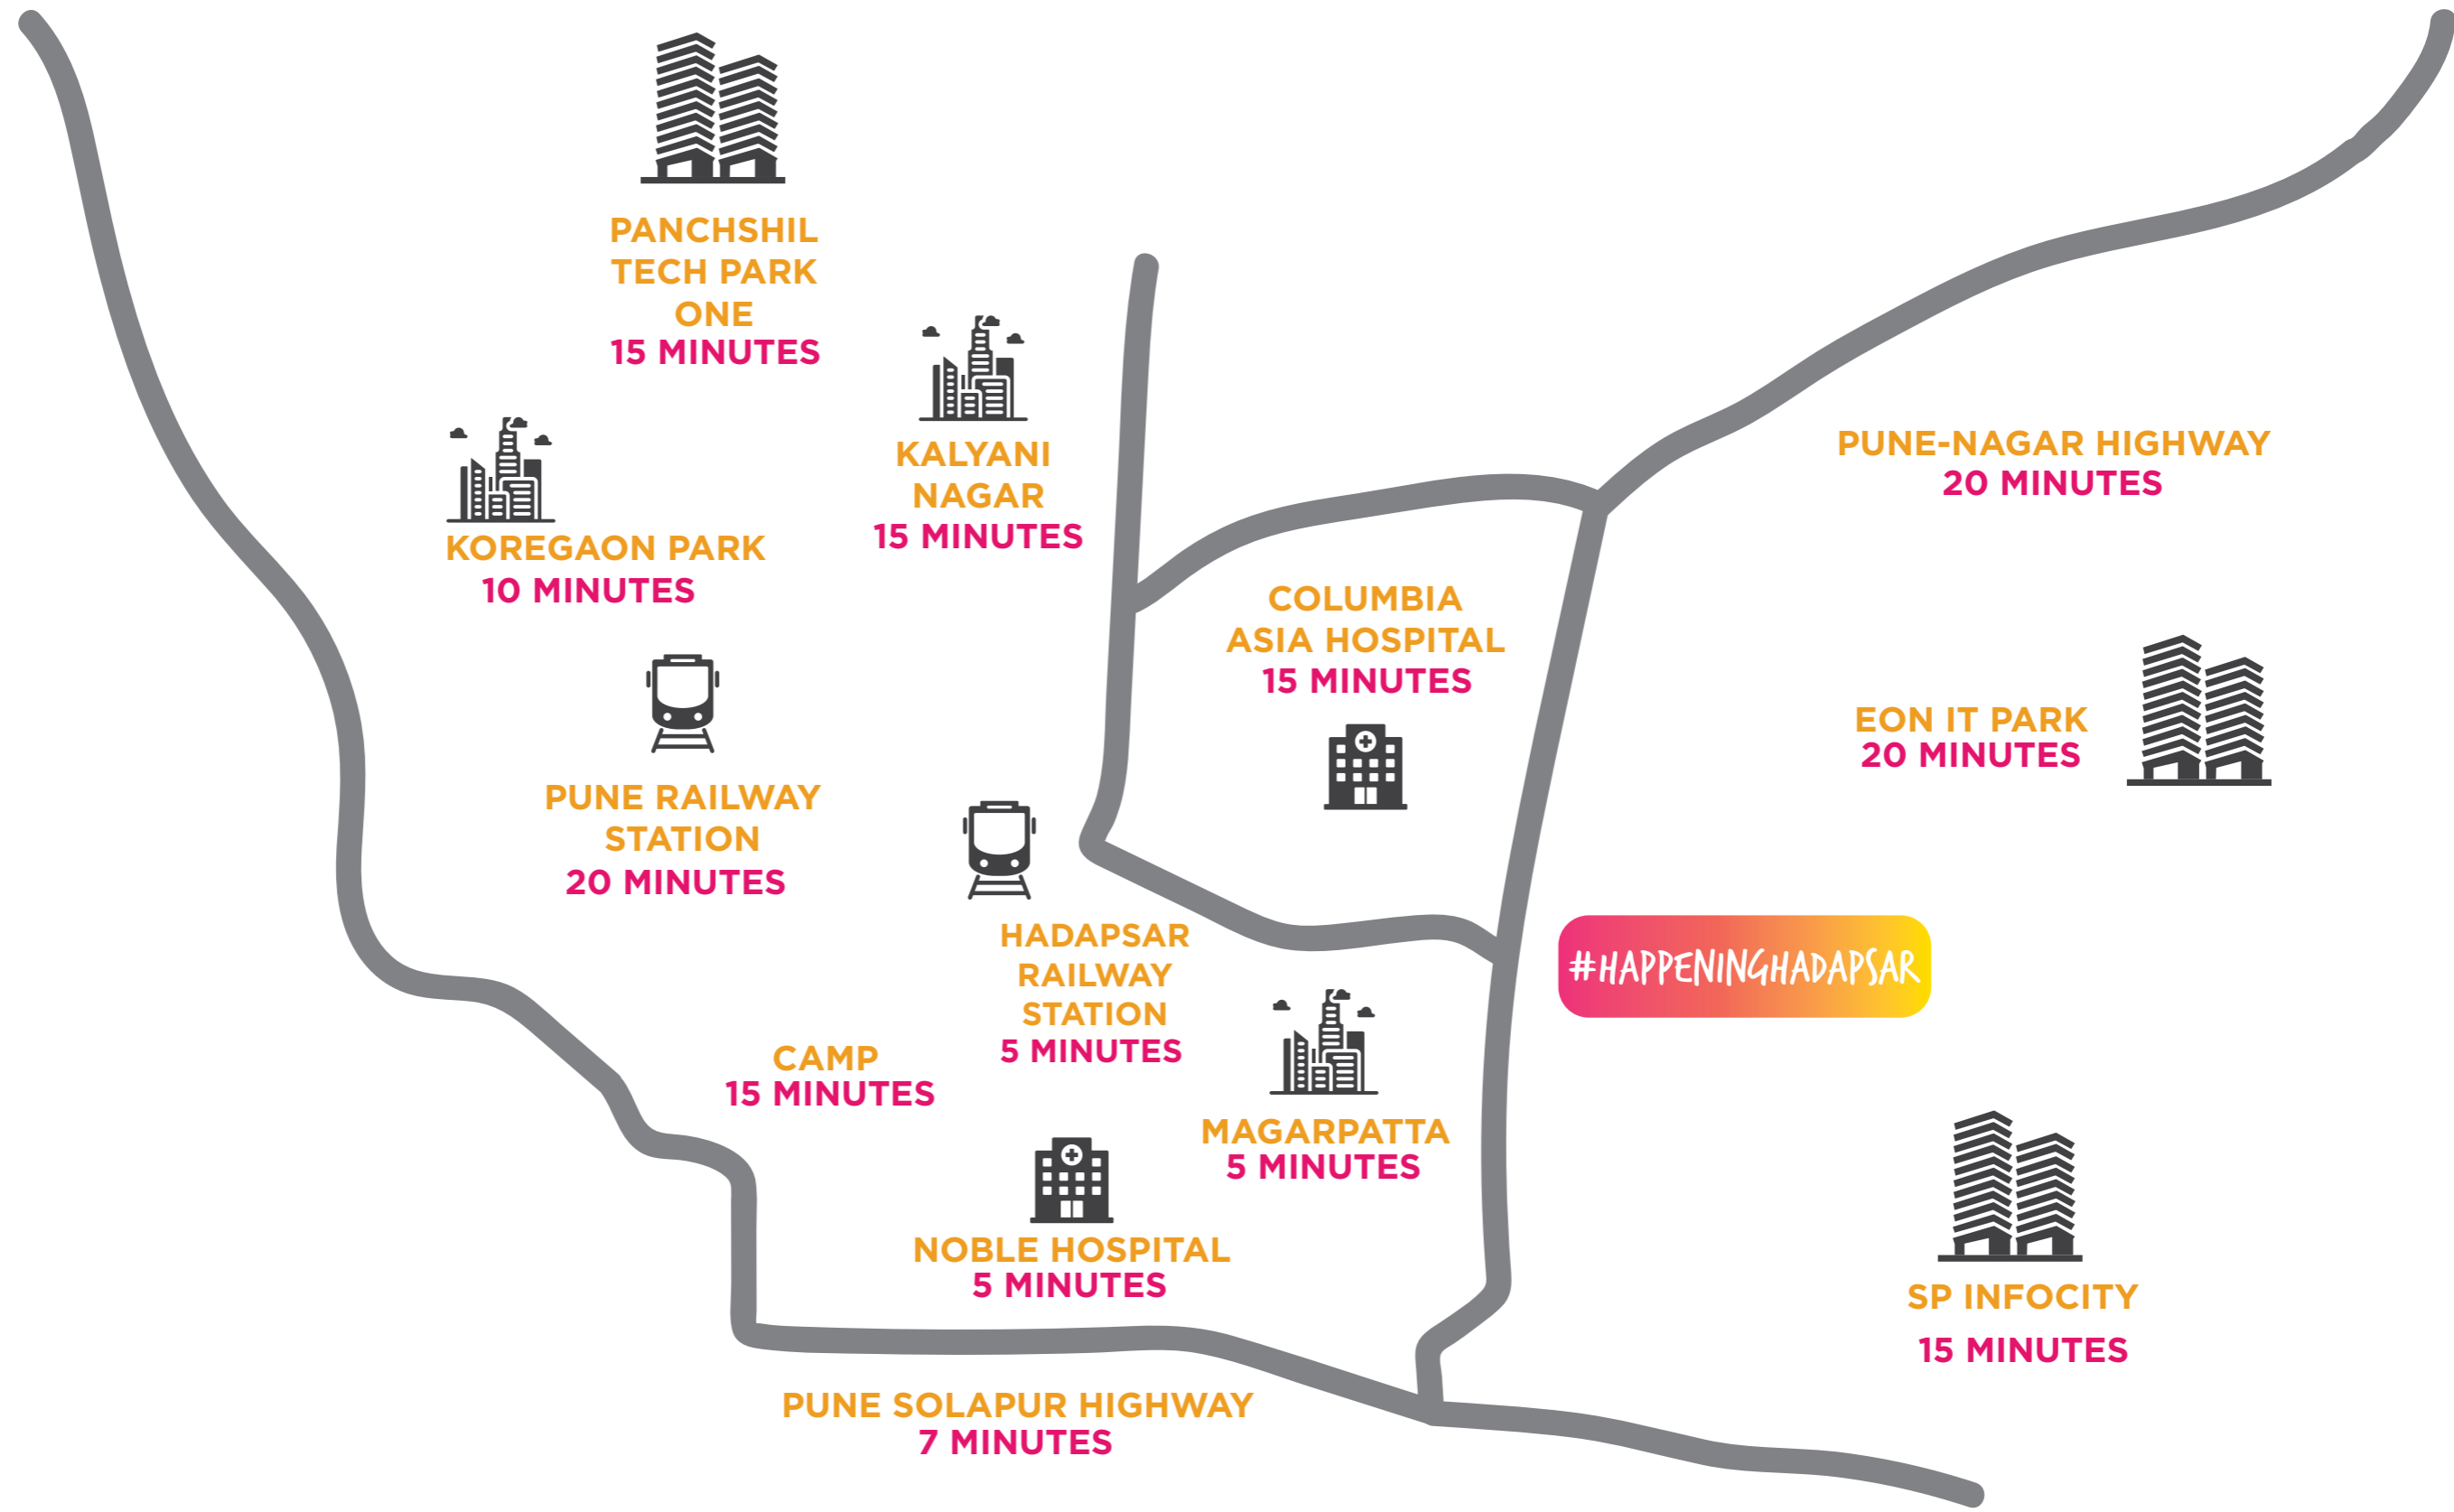 PANCHSHIL
TECH PARK
ONE
15 MINUTES
KALYANI
NAGAR
15 MINUTES
PUNE-NAGAR HIGHWAY
20 MINUTES
KOREGAON PARK
10 MINUTES
COLUMBIA
ASIA HOSPITAL
15 MINUTES
EON IT PARK
20 MINUTES
PUNE RAILWAY
STATION
20 MINUTES
HADAPSAR
RAILWAY
STATION
5 MINUTES
#HAPPENINGHADAPSAR
CAMP
15 MINUTES
MAGARPATTA
5 MINUTES
NOBLE HOSPITAL
5 MINUTES
SP INFOCITY
15 MINUTES
PUNE SOLAPUR HIGHWAY
7 MINUTES